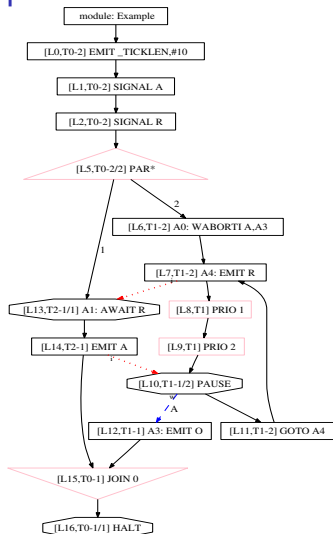 module: Example
[L0,T0-2] EMIT _TICKLEN,#10
[L1,T0-2] SIGNAL A
[L2,T0-2] SIGNAL R
[L5,T0-2/2] PAR*
2
1
[L6,T1-2] A0: WABORTI A,A3
[L7,T1-2] A4: EMIT R
[L13,T2-1/1] A1: AWAIT R
[L8,T1] PRIO 1
[L14,T2-1] EMIT A
[L9,T1] PRIO 2
[L10,T1-1/2] PAUSE
w
A
[L12,T1-1] A3: EMIT O
[L11,T1-2] GOTO A4
[L15,T0-1] JOIN 0
[L16,T0-1/1] HALT